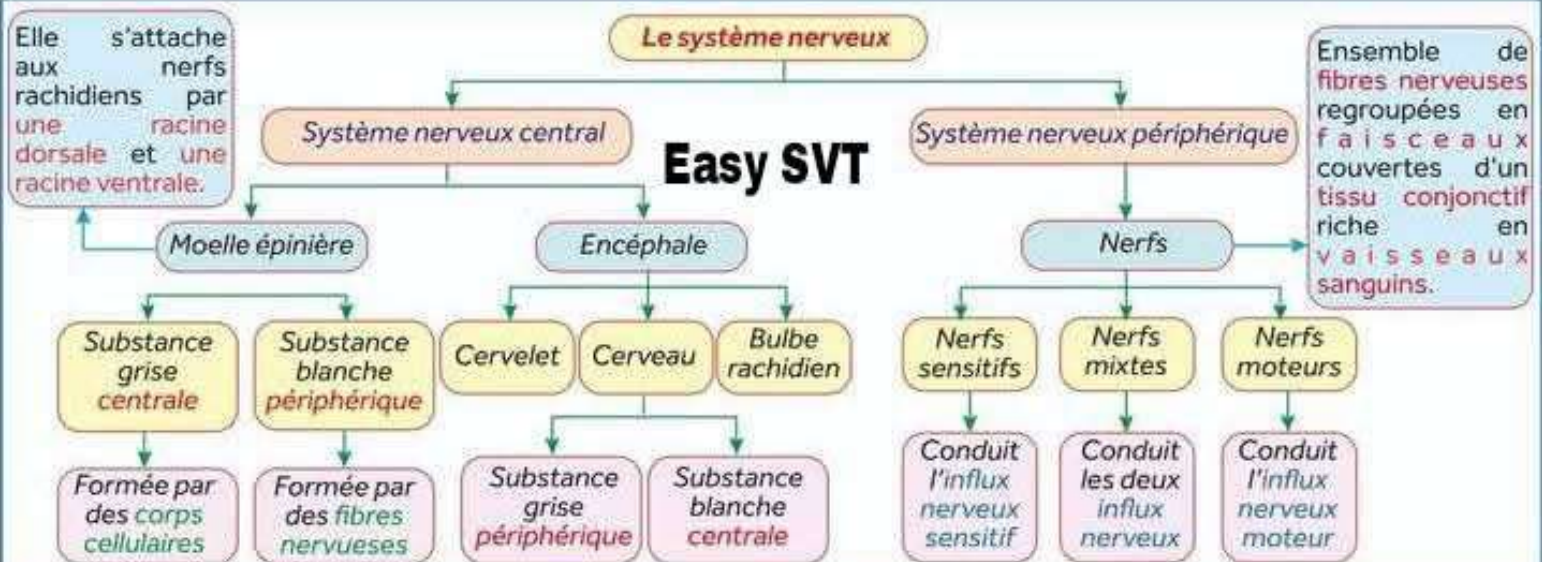 Le système nerveux
Elle s'attache
aux nerfs
rachidiens par
une racine
dorsale et une
racine ventrale.
Système nerveux central
Easy SVT
Système nerveux périphérique
Ensemble de
fibres nerveuses
regroupées en
faisceaux
couvertes d'un
tissu conjonctif
riche en
vaisseaux
sanguins.
Moelle épinière
Encéphale
Nerfs
Substance
grise
centrale
Substance
blanche
périphérique
Cervelet
Cerveau
Bulbe
rachidien
Nerfs
sensitifs
Nerfs
mixtes
Nerfs
moteurs
Formée par
des corps
cellulaires
Formée par
des fibres
nervueses
Substance
grise
périphérique
Substance
blanche
centrale
Conduit
l'influx
nerveux
sensitif
Conduit
les deux
influx
nerveux
Conduit
l'influx
nerveux
moteur